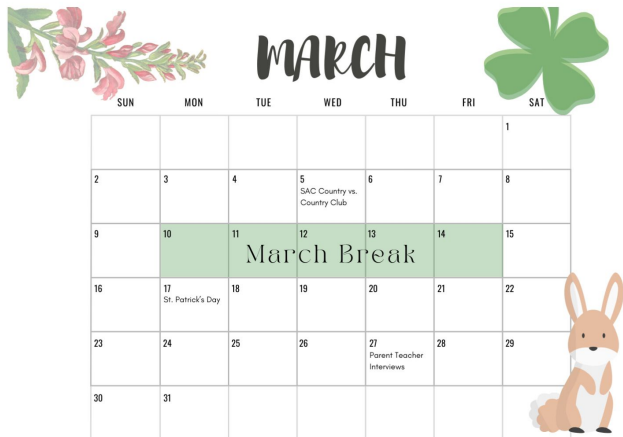 MARCH
SUN MON TUE WED THU FRI SAT
1
2 3 4 5 6 7 8
SAC Country vs.
Country Club
9 10 11 12 13 14 15
March Break
16 17 18 19 20 21 22
St. Patrick's Day
23 24 25 26 27 28 29
Parent Teacher
Interviews
30 31